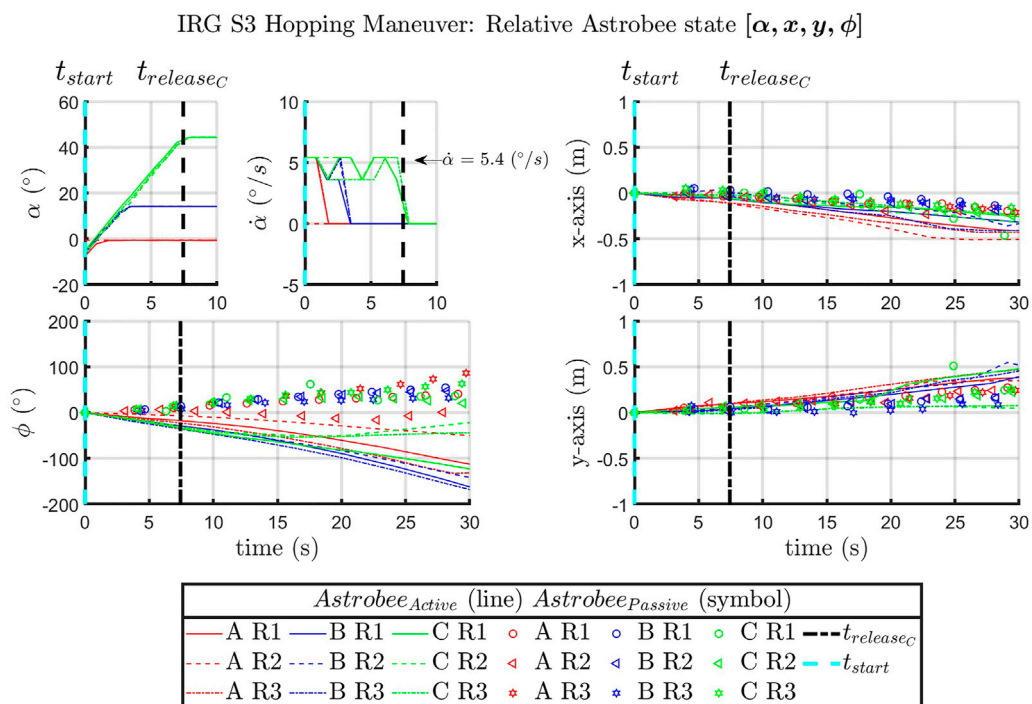 IRG S3 Hopping Maneuver: Relative Astrobee state [α, x, y, ϕ]
t_start t_release_C
60
40
20
0
-20
α (°)
0 5 10
10
5
0
-5
α̇ (°/s)
0 5 10
α̇ = 5.4 (°/s)
t_start t_release_C
1
0.5
0
-0.5
-1
x-axis (m)
0 5 10 15 20 25 30
200
100
0
-100
-200
ϕ (°)
0 5 10 15 20 25 30
time (s)
1
0.5
0
-0.5
-1
y-axis (m)
0 5 10 15 20 25 30
time (s)
Astrobee_Active (line) Astrobee_Passive (symbol)
A R1 B R1 C R1 A R1 B R1 C R1 t_release_C
A R2 B R2 C R2 A R2 B R2 C R2 t_start
A R3 B R3 C R3 A R3 B R3 C R3